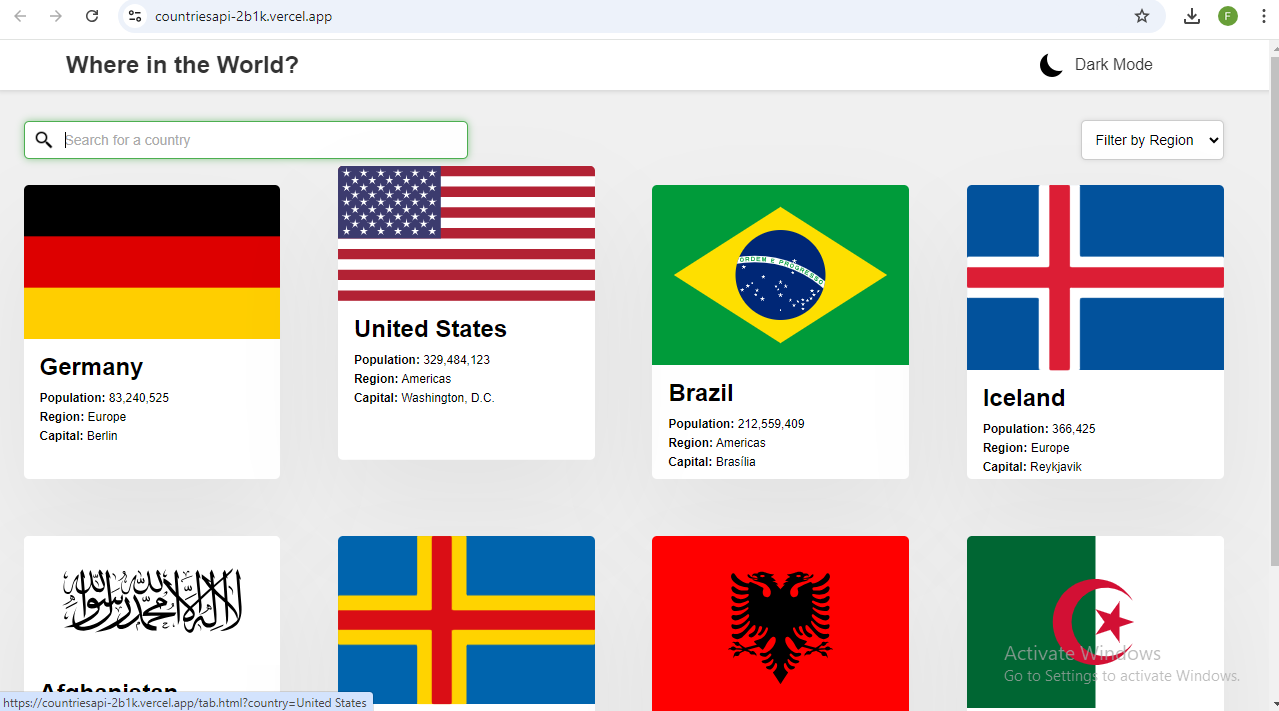 countriesapi-2b1k.vercel.app
F
Where in the World?
Dark Mode
Search for a country
Filter by Region
Germany
Population: 83,240,525
Region: Europe
Capital: Berlin
United States
Population: 329,484,123
Region: Americas
Capital: Washington, D.C.
ORDEM E PROGRESSO
Brazil
Population: 212,559,409
Region: Americas
Capital: Brasília
Iceland
Population: 366,425
Region: Europe
Capital: Reykjavik
لا إله إلا الله محمد رسول الله
Afghanistan
Activate Windows
Go to Settings to activate Windows.
https://countriesapi-2b1k.vercel.app/tab.html?country=United States